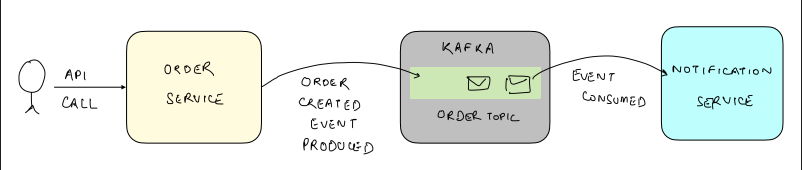 API
CALL
ORDER
SERVICE
ORDER
CREATED
EVENT
PRODUCED
KAFKA
ORDER TOPIC
EVENT
CONSUMED
NOTIFICATION
SERVICE